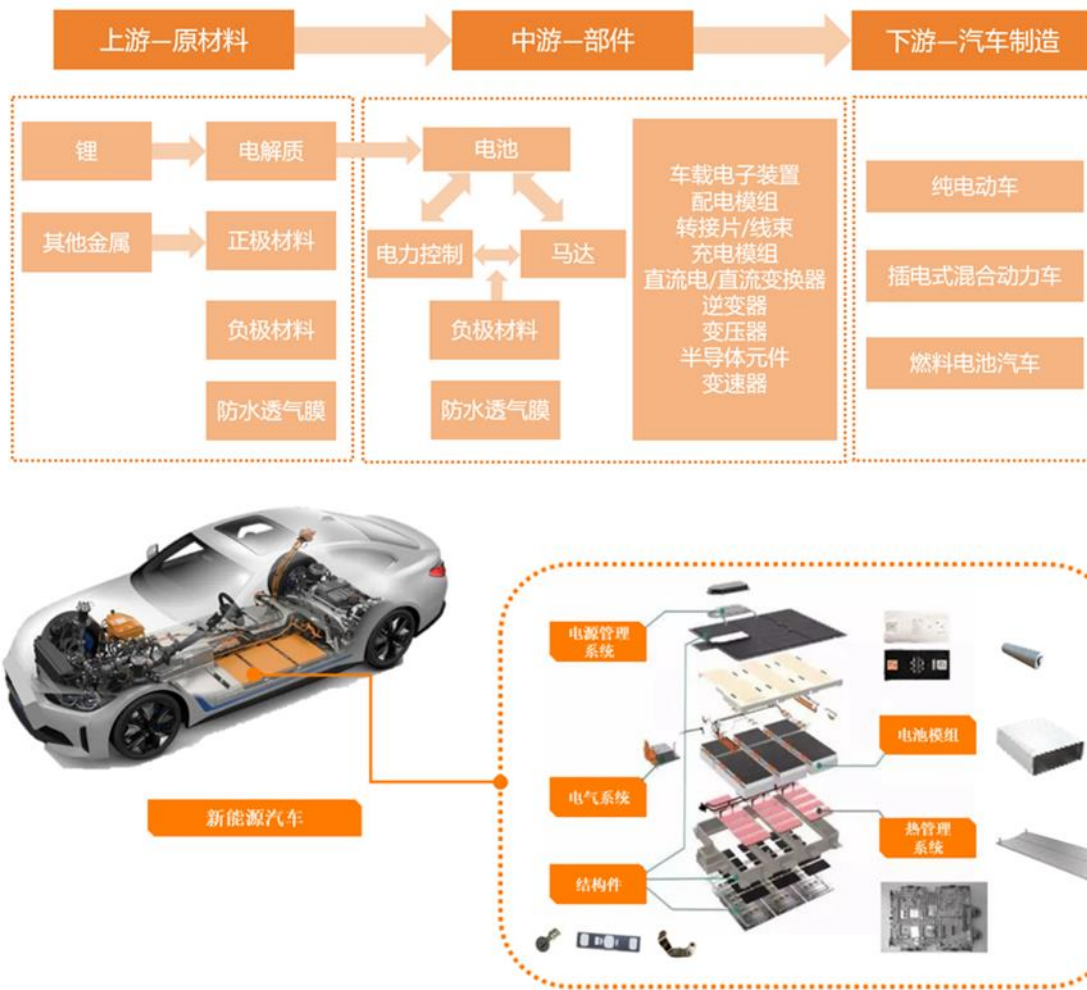 上游—原材料
中游—部件
下游—汽车制造
锂
电解质
其他金属
正极材料
负极材料
防水透气膜
电池
电力控制
马达
负极材料
防水透气膜
车载电子装置
配电模组
转接片/线束
充电模组
直流电/直流变换器
逆变器
变压器
半导体元件
变速器
纯电动车
插电式混合动力车
燃料电池汽车
新能源汽车
电源管理
系统
电气系统
结构件
电池模组
热管理
系统